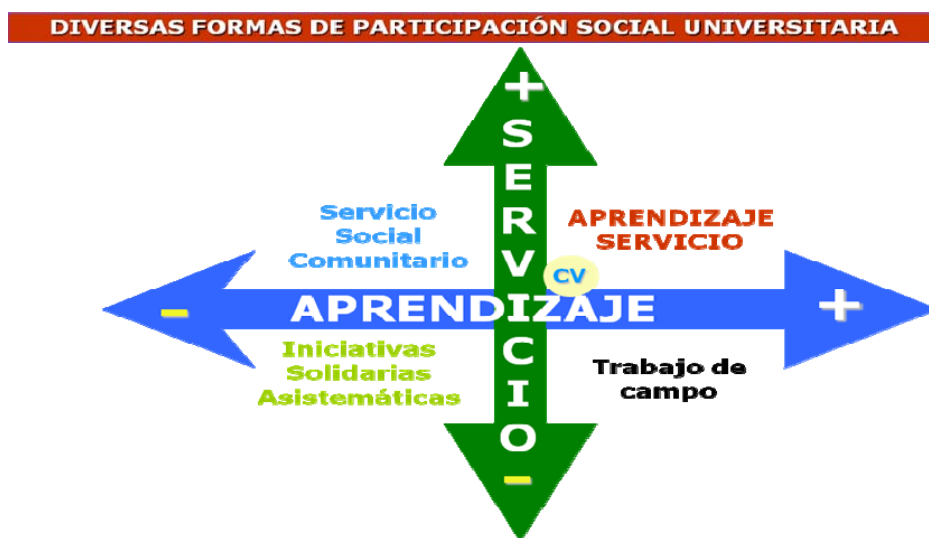 DIVERSAS FORMAS DE PARTICIPACIÓN SOCIAL UNIVERSITARIA
+
SERVICIO
Servicio
Social
Comunitario
APRENDIZAJE
SERVICIO
CV
-
APRENDIZAJE
+
Iniciativas
Solidarias
Asistemáticas
Trabajo de
campo
-